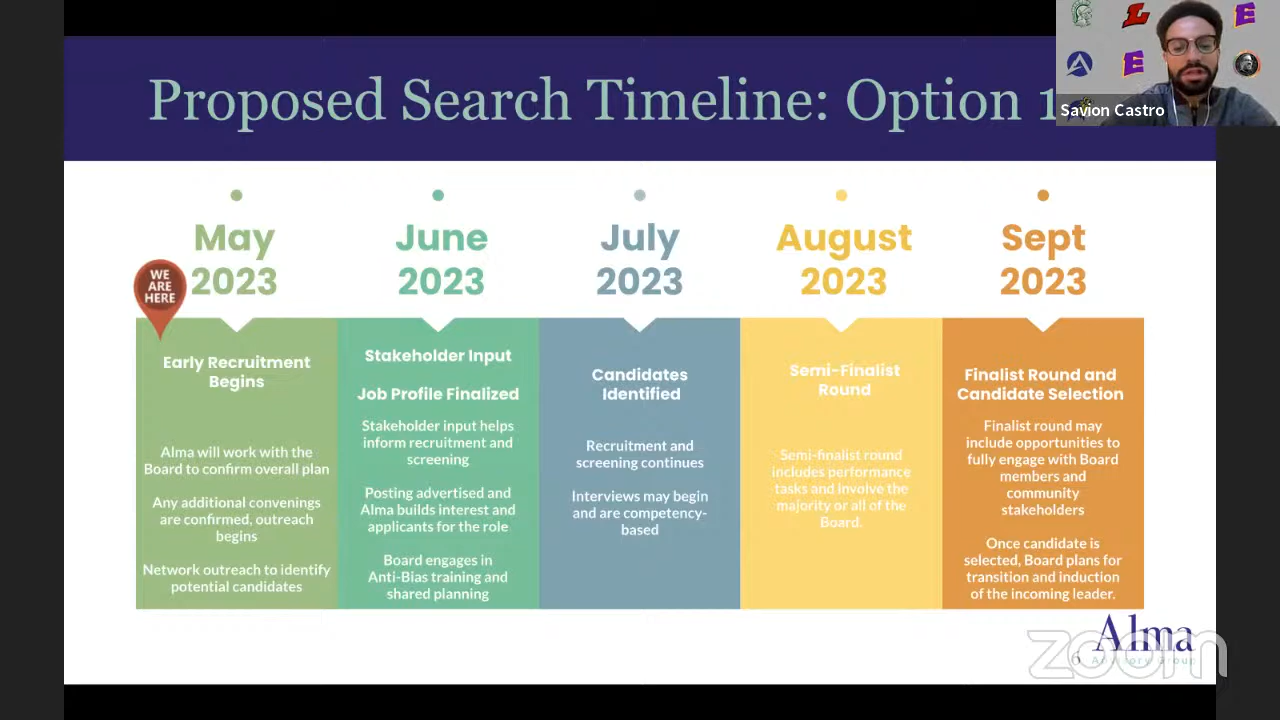 Proposed Search Timeline: Option 1
Savion Castro
May
2023
June
2023
July
2023
August
2023
Sept
2023
WE
ARE
HERE
Early Recruitment
Begins
Alma will work with the
Board to confirm overall plan
Any additional convenings
are confirmed, outreach
begins
Network outreach to identify
potential candidates
Stakeholder Input
Job Profile Finalized
Stakeholder input helps
inform recruitment and
screening
Posting advertised and
Alma builds interest and
applicants for the role
Board engages in
Anti-Bias training and
shared planning
Candidates
Identified
Recruitment and
screening continues
Interviews may begin
and are competency-
based
Semi-Finalist
Round
Semi-finalist round
includes performance
tasks and involve the
majority or all of the
Board.
Finalist Round and
Candidate Selection
Finalist round may
include opportunities to
fully engage with Board
members and
community
stakeholders
Once candidate is
selected, Board plans for
transition and induction
of the incoming leader.
Alma
Advisory Group
6
zoom
L
E
E